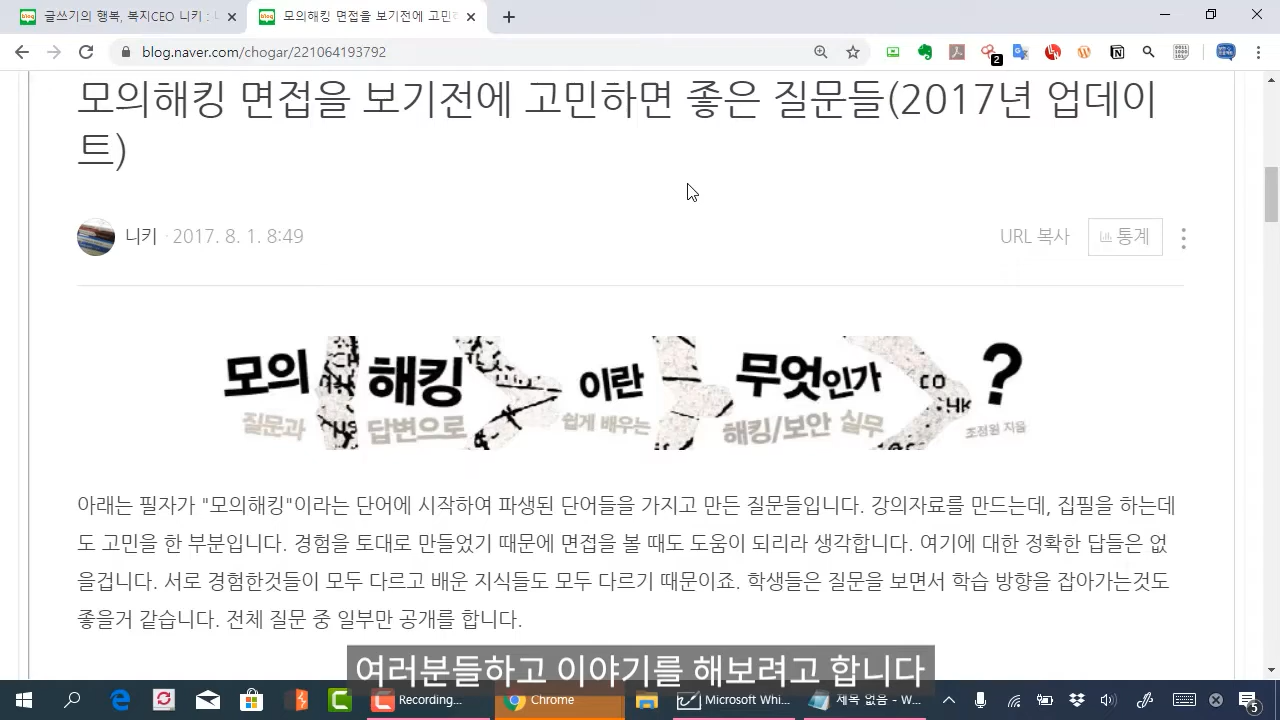 글쓰기의 행복, 복지CEO 니키 : 니
모의해킹 면접을 보기전에 고민하
blog.naver.com/chogar/221064193792
2
모의해킹 면접을 보기전에 고민하면 좋은 질문들(2017년 업데이
트)
니키 · 2017. 8. 1. 8:49
URL 복사
통계
모의 해킹 이란 무엇인가 ?
질문과 답변으로 쉽게 배우는 해킹/보안 실무 조정원 지음
아래는 필자가 "모의해킹"이라는 단어에 시작하여 파생된 단어들을 가지고 만든 질문들입니다. 강의자료를 만드는데, 집필을 하는데
도 고민을 한 부분입니다. 경험을 토대로 만들었기 때문에 면접을 볼 때도 도움이 되리라 생각합니다. 여기에 대한 정확한 답들은 없
을겁니다. 서로 경험한것들이 모두 다르고 배운 지식들도 모두 다르기 때문이죠. 학생들은 질문을 보면서 학습 방향을 잡아가는것도
좋을거 같습니다. 전체 질문 중 일부만 공개를 합니다.
여러분들하고 이야기를 해보려고 합니다
Recording...
Chrome
Microsoft Whi...
제목 없음 - W...
5